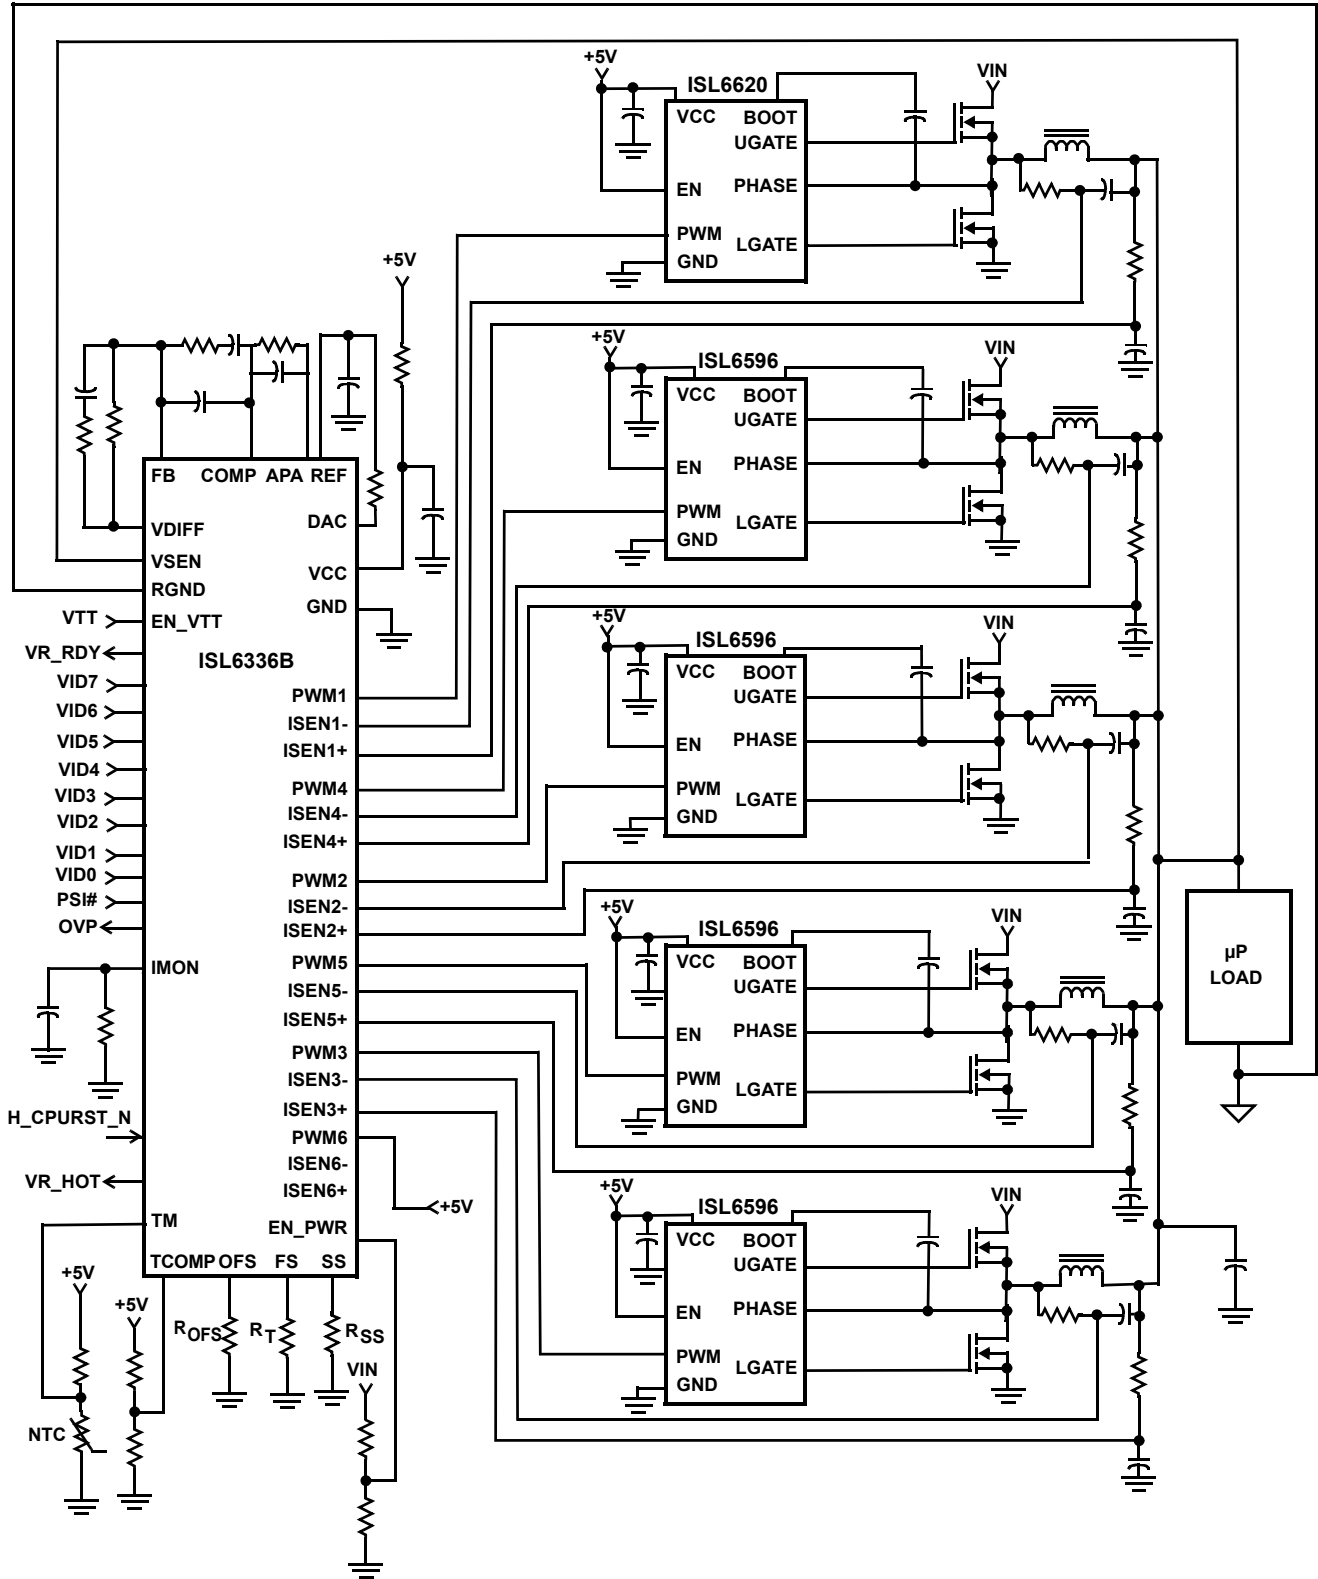 +5V
ISL6620
VIN
VCC
BOOT
UGATE
EN
PHASE
PWM
LGATE
GND
+5V
+5V
ISL6596
VIN
VCC
BOOT
UGATE
EN
PHASE
PWM
LGATE
GND
+5V
ISL6596
VIN
VCC
BOOT
UGATE
EN
PHASE
PWM
LGATE
GND
+5V
ISL6596
VIN
VCC
BOOT
UGATE
EN
PHASE
PWM
LGATE
GND
+5V
ISL6596
VIN
VCC
BOOT
UGATE
EN
PHASE
PWM
LGATE
GND
µP
LOAD
FB COMP APA REF
VDIFF
DAC
VSEN
VCC
RGND
GND
VTT
EN_VTT
ISL6336B
VR_RDY
VID7
VID6
VID5
VID4
VID3
VID2
VID1
VID0
PSI#
OVP
IMON
H_CPURST_N
VR_HOT
TM
PWM1
ISEN1-
ISEN1+
PWM4
ISEN4-
ISEN4+
PWM2
ISEN2-
ISEN2+
PWM5
ISEN5-
ISEN5+
PWM3
ISEN3-
ISEN3+
PWM6
ISEN6-
ISEN6+
+5V
EN_PWR
TCOMP OFS FS SS
+5V
+5V
ROFS
RT
RSS
VIN
NTC